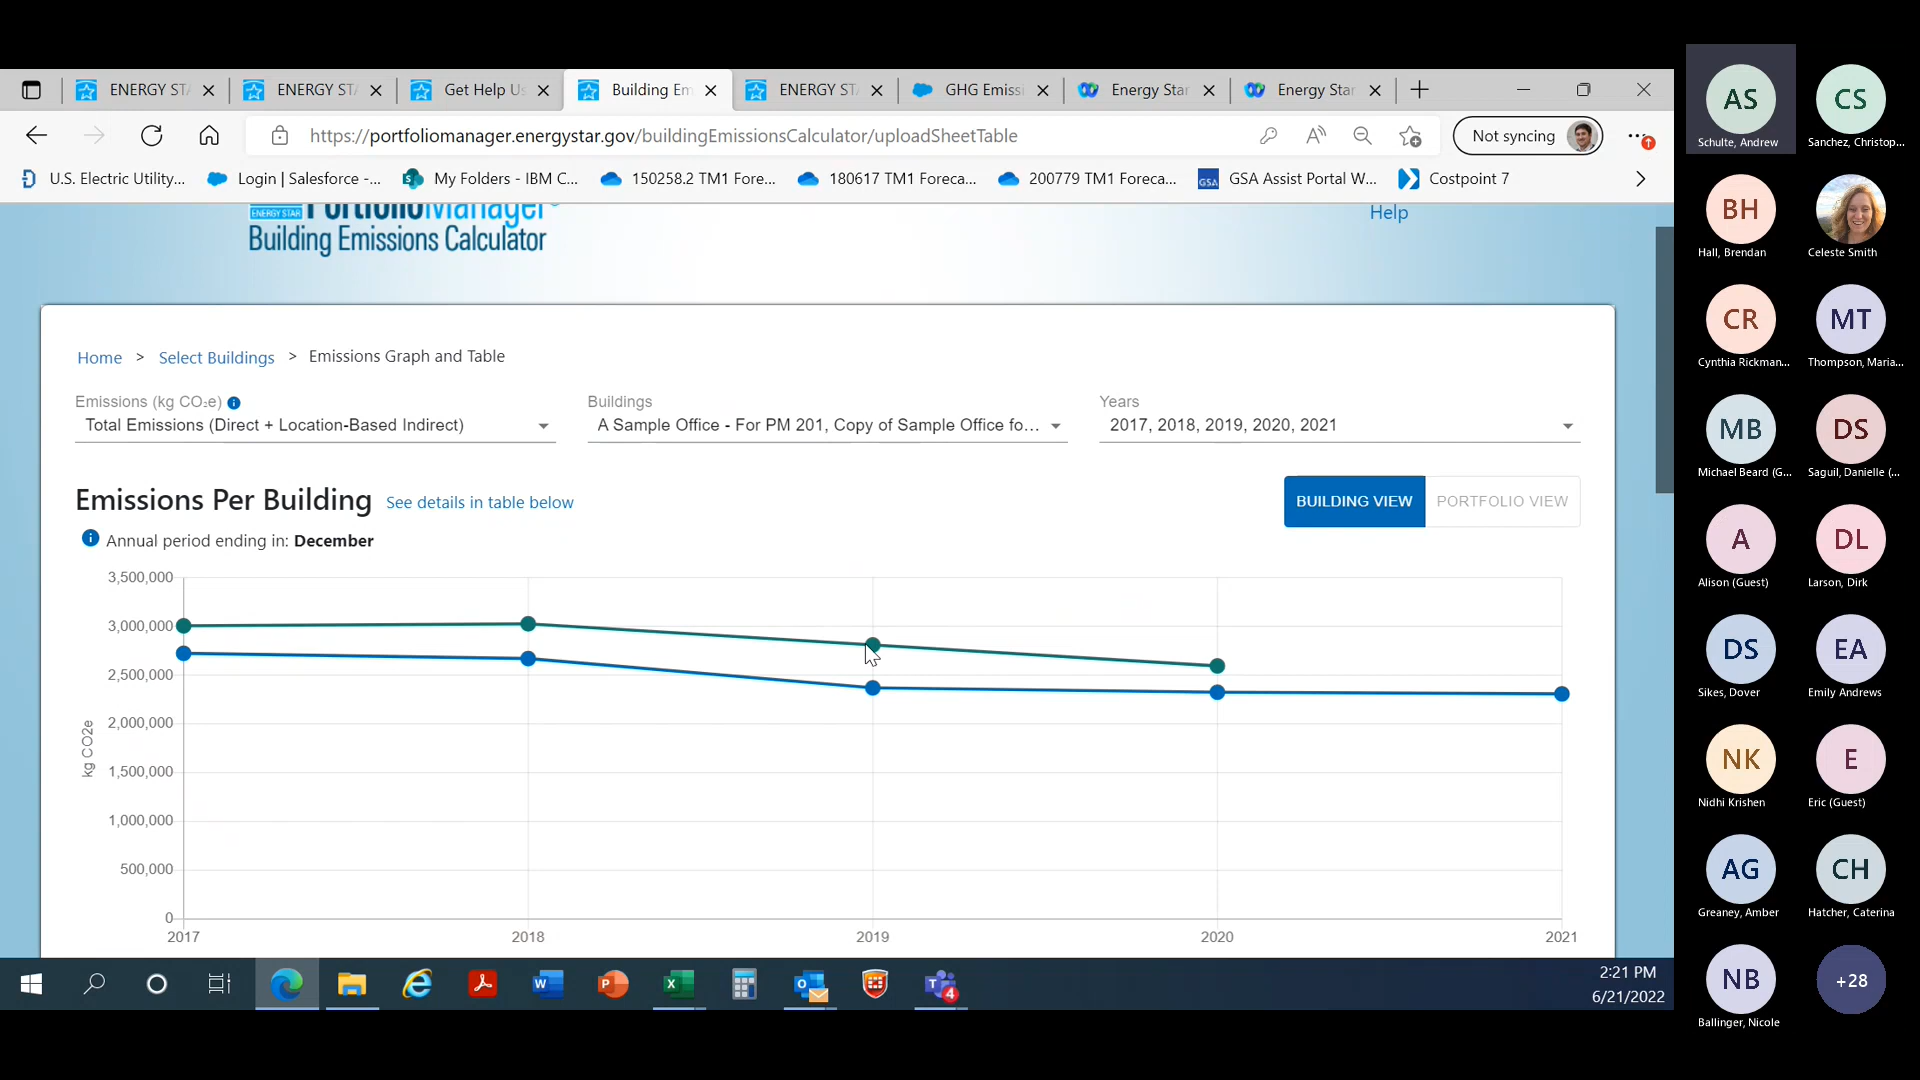 ENERGY ST
ENERGY ST
Get Help Us
Building Em
ENERGY ST
GHG Emissi
Energy Star
Energy Star
https://portfoliomanager.energystar.gov/buildingEmissionsCalculator/uploadSheetTable
Not syncing
U.S. Electric Utility...
Login | Salesforce -...
My Folders - IBM C...
150258.2 TM1 Fore...
180617 TM1 Foreca...
200779 TM1 Foreca...
GSA
GSA Assist Portal W...
Costpoint 7
ENERGY STAR PortfolioManager
Help
Building Emissions Calculator
Home > Select Buildings > Emissions Graph and Table
Emissions (kg CO₂e)
Total Emissions (Direct + Location-Based Indirect)
Buildings
A Sample Office - For PM 201, Copy of Sample Office fo...
Years
2017, 2018, 2019, 2020, 2021
Emissions Per Building See details in table below
BUILDING VIEW
PORTFOLIO VIEW
Annual period ending in: December
3,500,000
3,000,000
2,500,000
2,000,000
1,500,000
1,000,000
500,000
0
kg CO2e
2017
2018
2019
2020
2021
4
2:21 PM
6/21/2022
AS
Schulte, Andrew
CS
Sanchez, Christop...
BH
Hall, Brendan
Celeste Smith
CR
Cynthia Rickman...
MT
Thompson, Maria...
MB
Michael Beard (G...
DS
Saguil, Danielle (...
A
Alison (Guest)
DL
Larson, Dirk
DS
Sikes, Dover
EA
Emily Andrews
NK
Nidhi Krishen
E
Eric (Guest)
AG
Greaney, Amber
CH
Hatcher, Caterina
NB
Ballinger, Nicole
+28